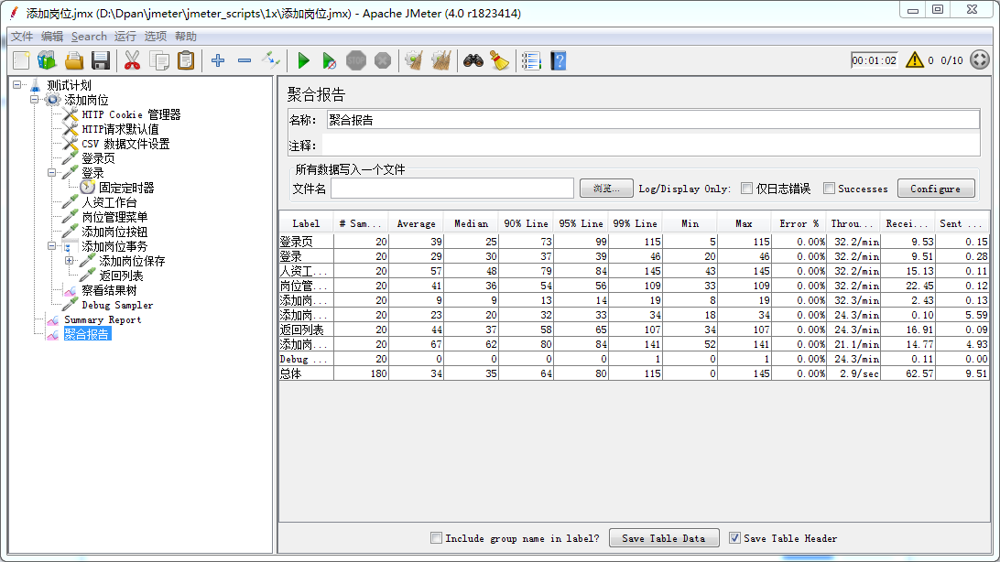 添加岗位.jmx (D:\Dpan\jmeter\jmeter_scripts\1x\添加岗位.jmx) - Apache JMeter (4.0 r1823414)
文件 编辑 Search 运行 选项 帮助
STOP 00:01:02 0 0/10
测试计划
添加岗位
HTTP Cookie 管理器
HTTP请求默认值
CSV 数据文件设置
登录页
登录
固定定时器
人资工作台
岗位管理菜单
添加岗位按钮
添加岗位事务
添加岗位保存
返回列表
察看结果树
Debug Sampler
Summary Report
聚合报告
聚合报告
名称: 聚合报告
注释:
所有数据写入一个文件
文件名 浏览... Log/Display Only: 仅日志错误 Successes Configure
Label # Sam... Average Median 90% Line 95% Line 99% Line Min Max Error % Throu... Recei... Sent ...
登录页 20 39 25 73 99 115 5 115 0.00% 32.2/min 9.53 0.15
登录 20 29 30 37 39 46 20 46 0.00% 32.2/min 9.51 0.28
人资工... 20 57 48 79 84 145 43 145 0.00% 32.2/min 15.13 0.11
岗位管... 20 41 36 54 56 109 33 109 0.00% 32.2/min 22.45 0.12
添加岗... 20 9 9 13 14 19 8 19 0.00% 32.3/min 2.43 0.13
添加岗... 20 23 20 32 33 34 18 34 0.00% 24.3/min 0.10 5.59
返回列表 20 44 37 58 65 107 34 107 0.00% 24.3/min 16.91 0.09
添加岗... 20 67 62 80 84 141 52 141 0.00% 21.1/min 14.77 4.93
Debug ... 20 0 0 0 0 1 0 1 0.00% 24.3/min 0.11 0.00
总体 180 34 35 64 80 115 0 145 0.00% 2.9/sec 62.57 9.51
Include group name in label? Save Table Data Save Table Header